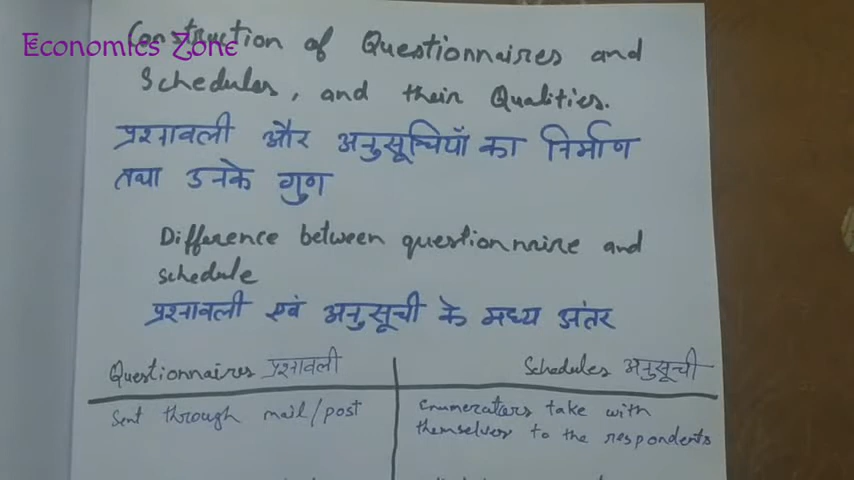 Economics Zone
Construction of Questionnaires and
Schedules, and their Qualities.
प्रश्नावली और अनुसूचियों का निर्माण
तथा उनके गुण
Difference between questionnaire and
schedule
प्रश्नावली एवं अनुसूची के मध्य अंतर
Questionnaires प्रश्नावली
Schedules अनुसूची
Sent through mail/post
enumerators take with
themselves to the respondents